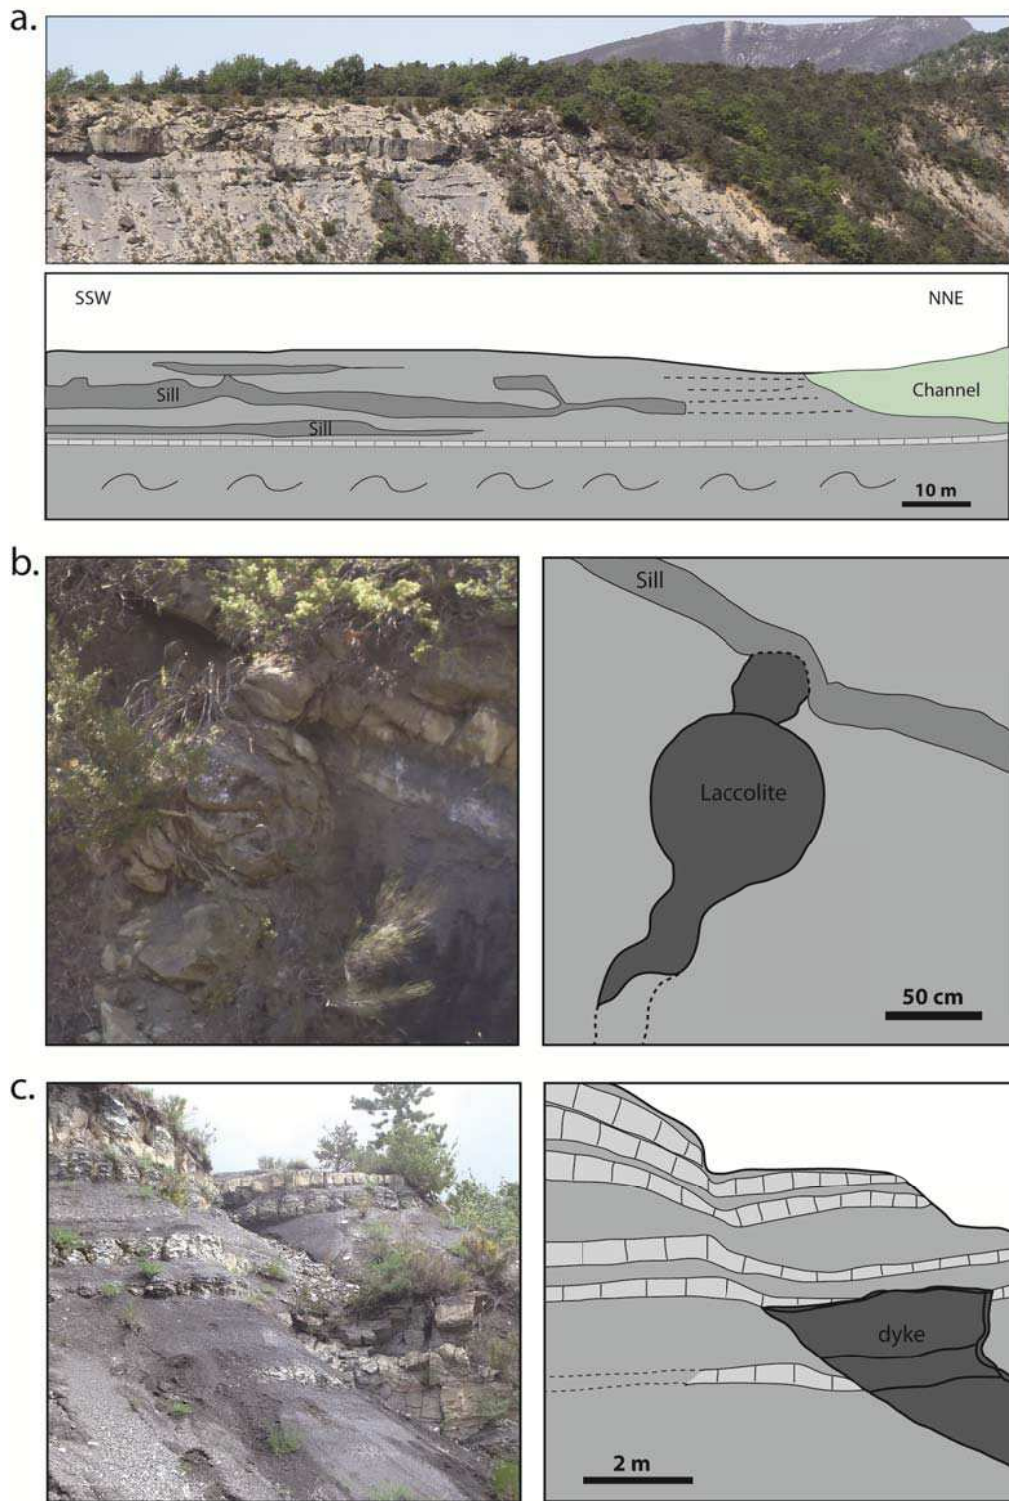 a.
SSW NNE
Sill
Channel
Sill
10 m
b.
Sill
Laccolite
50 cm
c.
dyke
2 m